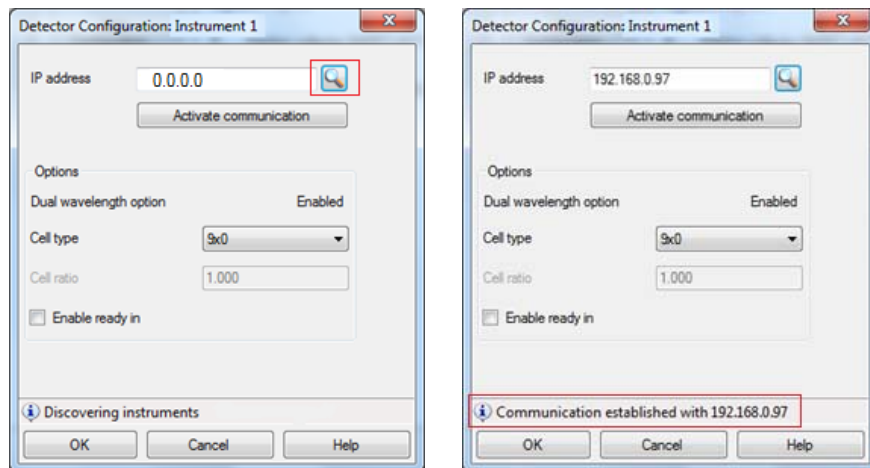 Detector Configuration: Instrument 1
IP address 0.0.0.0
Activate communication
Options
Dual wavelength option Enabled
Cell type 9x0
Cell ratio 1.000
Enable ready in
Discovering instruments
OK Cancel Help
Detector Configuration: Instrument 1
IP address 192.168.0.97
Activate communication
Options
Dual wavelength option Enabled
Cell type 9x0
Cell ratio 1.000
Enable ready in
Communication established with 192.168.0.97
OK Cancel Help